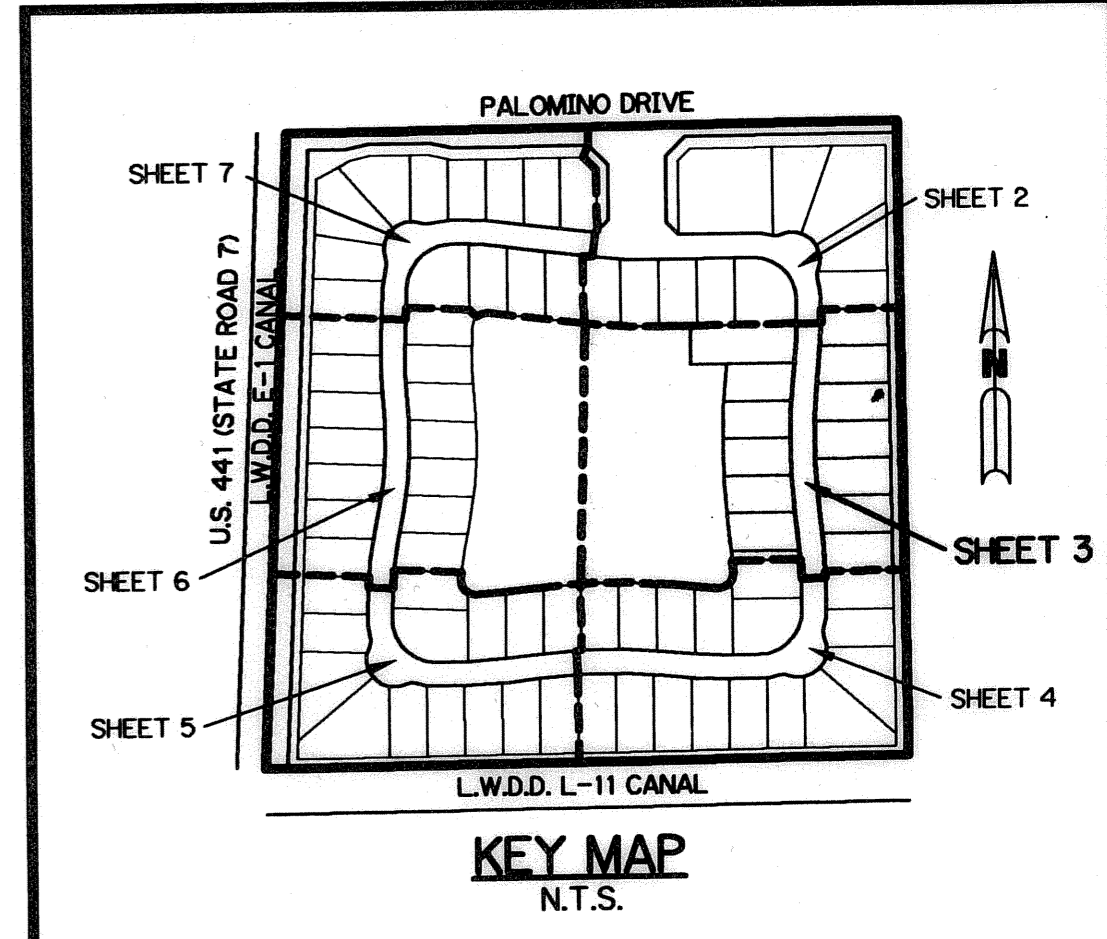 PALOMINO DRIVE
SHEET 7
SHEET 2
U.S. 441 (STATE ROAD 7)
L.W.D.D. E-1 CANAL
N
SHEET 3
SHEET 6
SHEET 5
SHEET 4
L.W.D.D. L-11 CANAL
KEY MAP
N.T.S.